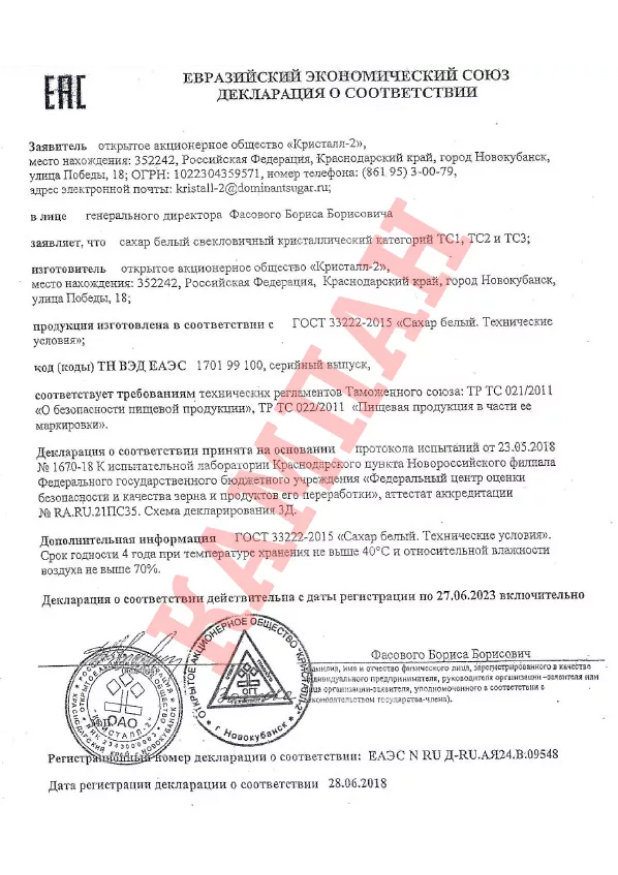 ЕАС
ЕВРАЗИЙСКИЙ ЭКОНОМИЧЕСКИЙ СОЮЗ
ДЕКЛАРАЦИЯ О СООТВЕТСТВИИ
Заявитель открытое акционерное общество «Кристалл-2»,
место нахождения: 352242, Российская Федерация, Краснодарский край, город Новокубанск,
улица Победы, 18; ОГРН: 1022304359571, номер телефона: (861 95) 3-00-79,
адрес электронной почты: kristall-2@dominantsugar.ru;
в лице генерального директора Фасового Бориса Борисовича
заявляет, что сахар белый свекловичный кристаллический категорий ТС1, ТС2 и ТС3;
изготовитель открытое акционерное общество «Кристалл-2»,
место нахождения: 352242, Российская Федерация, Краснодарский край, город Новокубанск,
улица Победы, 18;
продукция изготовлена в соответствии с ГОСТ 33222-2015 «Сахар белый. Технические
условия»;
код (коды) ТН ВЭД ЕАЭС 1701 99 100, серийный выпуск,
соответствует требованиям технических регламентов Таможенного союза: ТР ТС 021/2011
«О безопасности пищевой продукции», ТР ТС 022/2011 «Пищевая продукция в части ее
маркировки».
Декларация о соответствии принята на основании протокола испытаний от 23.05.2018
№ 1670-18 К испытательной лаборатории Краснодарского пункта Новороссийского филиала
Федерального государственного бюджетного учреждения «Федеральный центр оценки
безопасности и качества зерна и продуктов его переработки», аттестат аккредитации
№ RA.RU.21ПС35. Схема декларирования 3Д.
Дополнительная информация ГОСТ 33222-2015 «Сахар белый. Технические условия».
Срок годности 4 года при температуре хранения не выше 40°С и относительной влажности
воздуха не выше 70%.
Декларация о соответствии действительна с даты регистрации по 27.06.2023 включительно
КАМПАН
Фасового Бориса Борисович
имя и отчество физического лица, зарегистрированного в качестве
индивидуального предпринимателя, руководителя организации-заявителя или
лица организации-заявителя, уполномоченного в соответствии с
законодательством государства-члена).
ОТКРЫТОЕ АКЦИОНЕРНОЕ ОБЩЕСТВО "КРИСТАЛЛ-2"
ОГТ
г Новокубанск
ОАО
"КРИСТАЛЛ-2"
Регистрационный номер декларации о соответствии: ЕАЭС N RU Д-RU.АЯ24.В.09548
Дата регистрации декларации о соответствии 28.06.2018